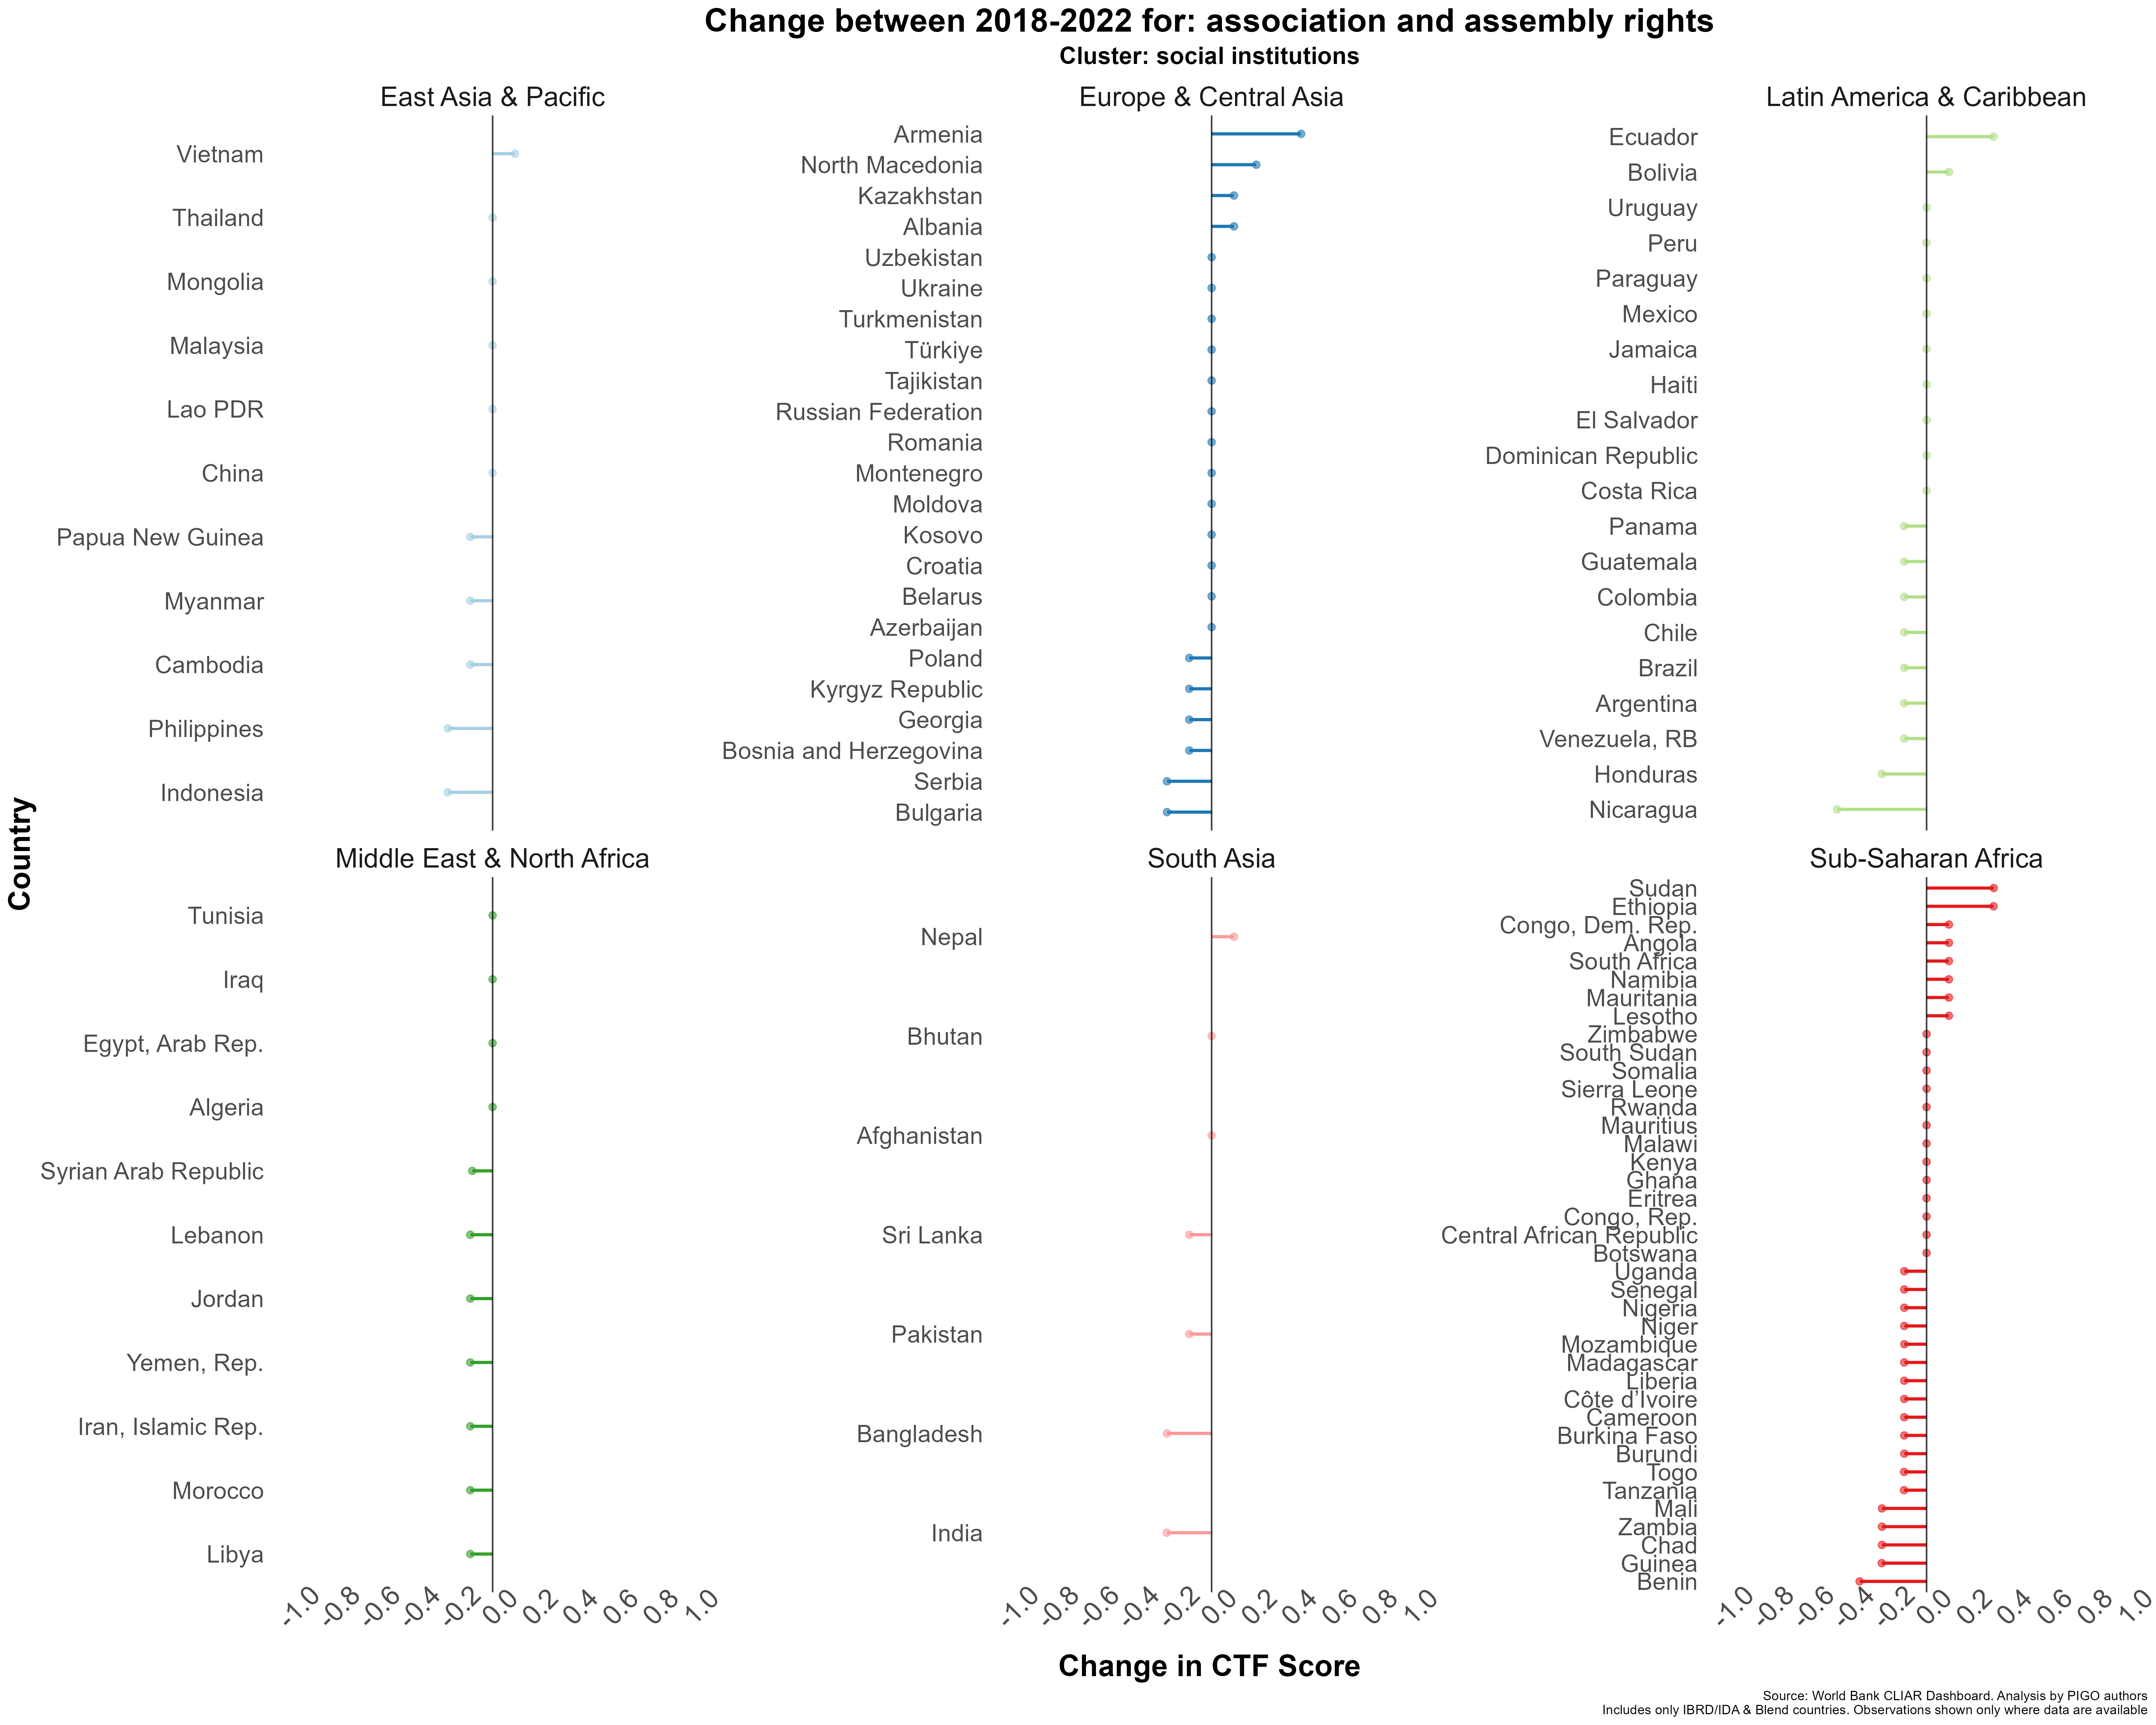 Change between 2018-2022 for: association and assembly rights
Cluster: social institutions
Country
East Asia & Pacific
Vietnam
Thailand
Mongolia
Malaysia
Lao PDR
China
Papua New Guinea
Myanmar
Cambodia
Philippines
Indonesia
Europe & Central Asia
Armenia
North Macedonia
Kazakhstan
Albania
Uzbekistan
Ukraine
Turkmenistan
Türkiye
Tajikistan
Russian Federation
Romania
Montenegro
Moldova
Kosovo
Croatia
Belarus
Azerbaijan
Poland
Kyrgyz Republic
Georgia
Bosnia and Herzegovina
Serbia
Bulgaria
Latin America & Caribbean
Ecuador
Bolivia
Uruguay
Peru
Paraguay
Mexico
Jamaica
Haiti
El Salvador
Dominican Republic
Costa Rica
Panama
Guatemala
Colombia
Chile
Brazil
Argentina
Venezuela, RB
Honduras
Nicaragua
Middle East & North Africa
Tunisia
Iraq
Egypt, Arab Rep.
Algeria
Syrian Arab Republic
Lebanon
Jordan
Yemen, Rep.
Iran, Islamic Rep.
Morocco
Libya
-1.0 -0.8 -0.6 -0.4 -0.2 0.0 0.2 0.4 0.6 0.8 1.0
South Asia
Nepal
Bhutan
Afghanistan
Sri Lanka
Pakistan
Bangladesh
India
-1.0 -0.8 -0.6 -0.4 -0.2 0.0 0.2 0.4 0.6 0.8 1.0
Sub-Saharan Africa
Sudan
Ethiopia
Congo, Dem. Rep.
Angola
South Africa
Namibia
Mauritania
Lesotho
Zimbabwe
South Sudan
Somalia
Sierra Leone
Rwanda
Mauritius
Malawi
Kenya
Ghana
Eritrea
Congo, Rep.
Central African Republic
Botswana
Uganda
Senegal
Nigeria
Niger
Mozambique
Madagascar
Liberia
Côte d'Ivoire
Cameroon
Burkina Faso
Burundi
Togo
Tanzania
Mali
Zambia
Chad
Guinea
Benin
-1.0 -0.8 -0.6 -0.4 -0.2 0.0 0.2 0.4 0.6 0.8 1.0
Change in CTF Score
Source: World Bank CLIAR Dashboard. Analysis by PIGO authors
Includes only IBRD/IDA & Blend countries. Observations shown only where data are available